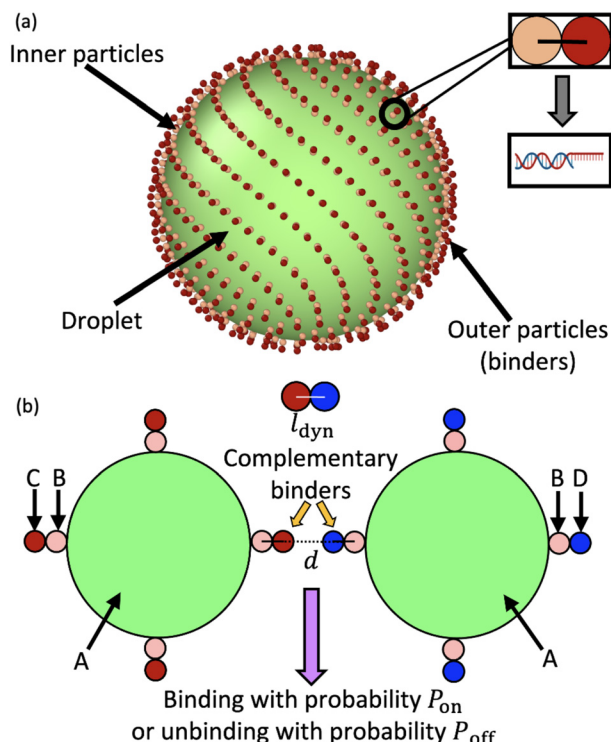 (a)
Inner particles
Droplet
Outer particles
(binders)
(b)
l_dyn
Complementary
binders
C B
B D
d
A
A
Binding with probability P_on
or unbinding with probability P_off